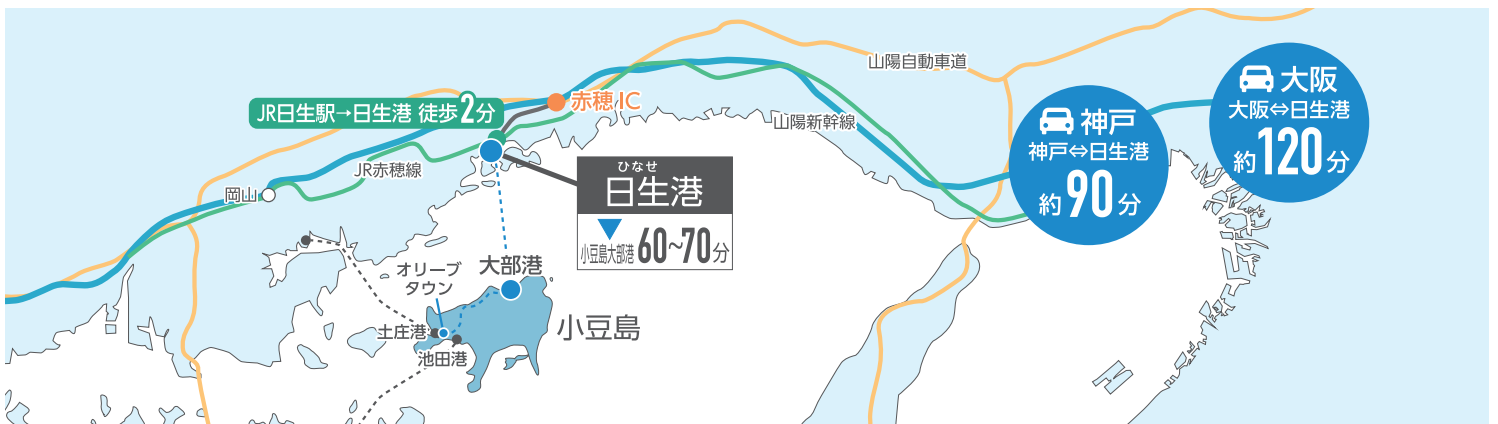 山陽自動車道
大阪
大阪⇔日生港
約120分
神戸
神戸⇔日生港
約90分
赤穂IC
JR日生駅→日生港 徒歩2分
山陽新幹線
JR赤穂線
岡山
ひなせ
日生港
小豆島大部港 60~70分
オリーブ
タウン
大部港
小豆島
土庄港
池田港